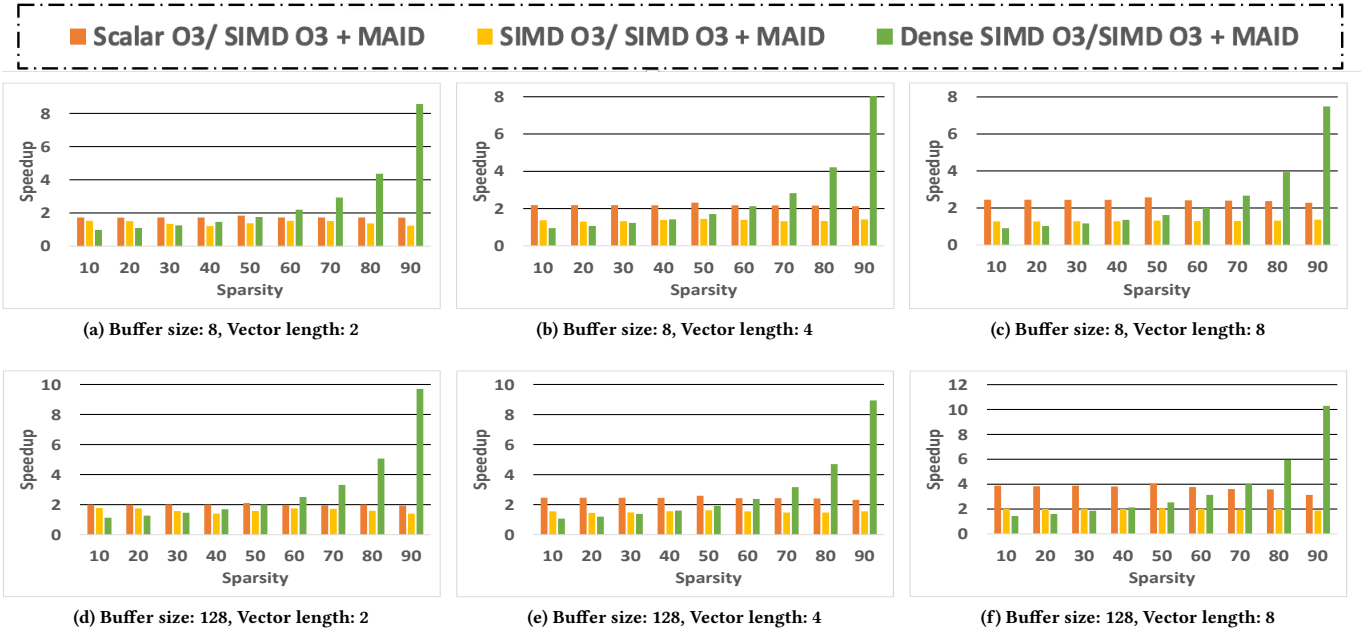 Scalar O3/ SIMD O3 + MAID SIMD O3/ SIMD O3 + MAID Dense SIMD O3/SIMD O3 + MAID
8
6
4
2
0
Speedup
10 20 30 40 50 60 70 80 90
Sparsity
(a) Buffer size: 8, Vector length: 2
8
6
4
2
0
Speedup
10 20 30 40 50 60 70 80 90
Sparsity
(b) Buffer size: 8, Vector length: 4
8
6
4
2
0
Speedup
10 20 30 40 50 60 70 80 90
Sparsity
(c) Buffer size: 8, Vector length: 8
10
8
6
4
2
0
Speedup
10 20 30 40 50 60 70 80 90
Sparsity
(d) Buffer size: 128, Vector length: 2
10
8
6
4
2
0
Speedup
10 20 30 40 50 60 70 80 90
Sparsity
(e) Buffer size: 128, Vector length: 4
12
10
8
6
4
2
0
Speedup
10 20 30 40 50 60 70 80 90
Sparsity
(f) Buffer size: 128, Vector length: 8